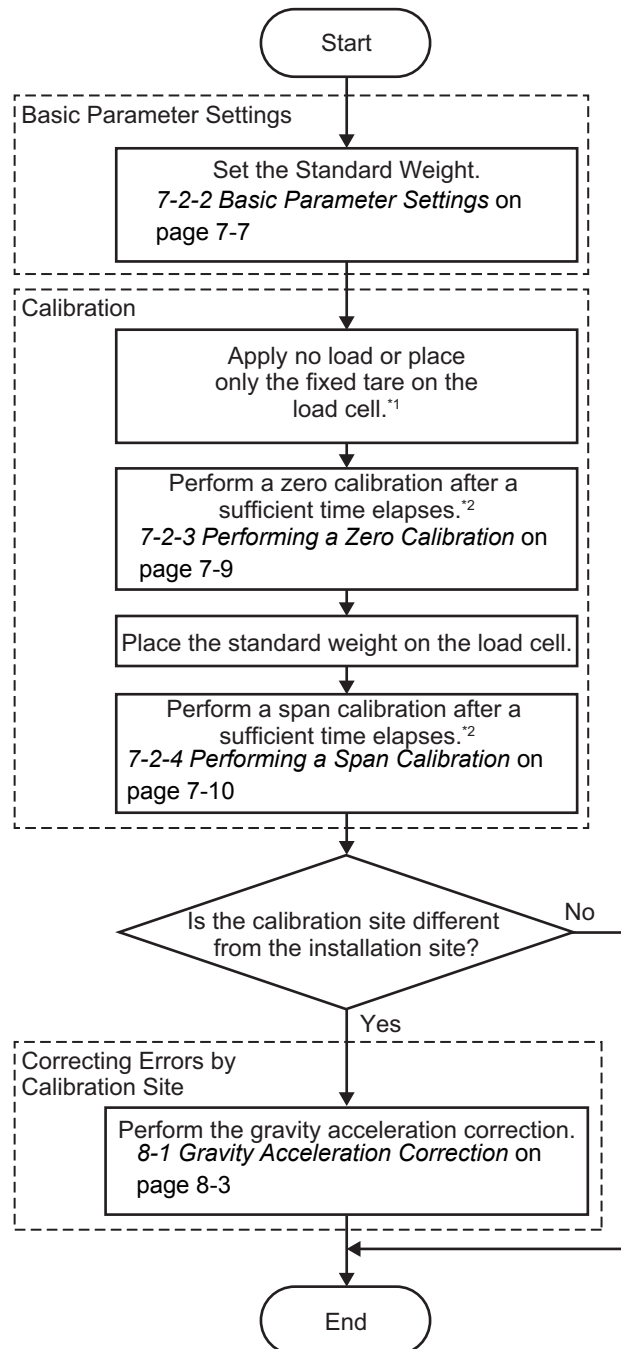 Start
Basic Parameter Settings
Set the Standard Weight.
7-2-2 Basic Parameter Settings on
page 7-7
Calibration
Apply no load or place
only the fixed tare on the
load cell.*1
Perform a zero calibration after a
sufficient time elapses.*2
7-2-3 Performing a Zero Calibration on
page 7-9
Place the standard weight on the load cell.
Perform a span calibration after a
sufficient time elapses.*2
7-2-4 Performing a Span Calibration on
page 7-10
Is the calibration site different
from the installation site?
No
Yes
Correcting Errors by
Calibration Site
Perform the gravity acceleration correction.
8-1 Gravity Acceleration Correction on
page 8-3
End